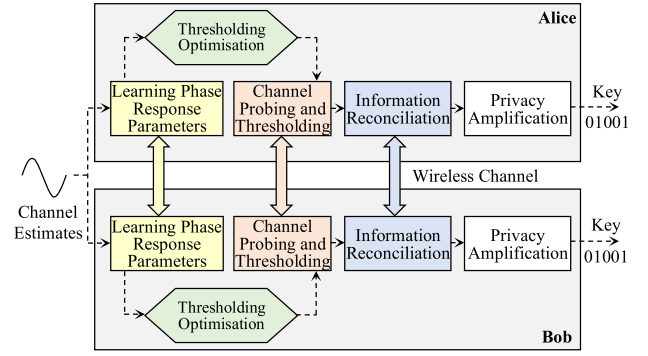 Alice
Thresholding
Optimisation
Learning Phase
Response
Parameters
Channel
Probing and
Thresholding
Information
Reconciliation
Privacy
Amplification
Key
01001
Channel
Estimates
Wireless Channel
Learning Phase
Response
Parameters
Channel
Probing and
Thresholding
Information
Reconciliation
Privacy
Amplification
Key
01001
Thresholding
Optimisation
Bob